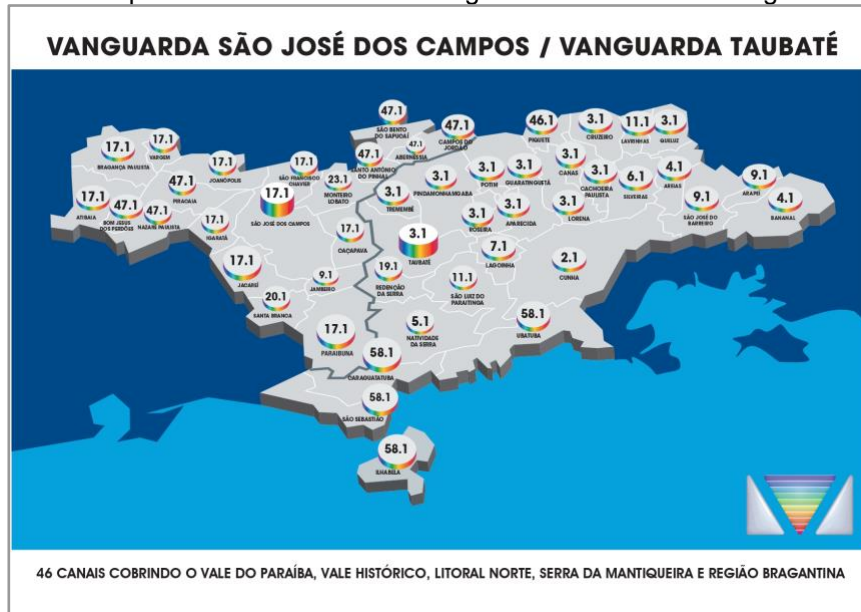 VANGUARDA SÃO JOSÉ DOS CAMPOS / VANGUARDA TAUBATÉ
47.1
SÃO BENTO
DO SAPUCAÍ
47.1
CAMPOS DO
JORDÃO
46.1
PIQUETE
3.1
CRUZEIRO
11.1
LAVRINHAS
3.1
QUELUZ
17.1
BRAGANÇA PAULISTA
17.1
VARGEM
17.1
JOANÓPOLIS
17.1
SÃO FRANCISCO
XAVIER
47.1
SANTO ANTÔNIO
DO PINHAL
47.1
ABERNÉSSIA
3.1
PINDAMONHANGABA
3.1
POTIM
3.1
GUARATINGUETÁ
3.1
CANAS
3.1
CACHOEIRA
PAULISTA
6.1
SILVEIRAS
4.1
AREIAS
9.1
SÃO JOSÉ DO
BARREIRO
9.1
ARAPEÍ
4.1
BANANAL
17.1
ATIBAIA
47.1
BOM JESUS
DOS PERDÕES
47.1
NAZARÉ PAULISTA
47.1
PIRACAIA
17.1
IGARATÁ
17.1
SÃO JOSÉ DOS CAMPOS
23.1
MONTEIRO
LOBATO
3.1
TREMEMBÉ
3.1
ROSEIRA
3.1
APARECIDA
3.1
LORENA
17.1
CAÇAPAVA
3.1
TAUBATÉ
7.1
LAGOINHA
2.1
CUNHA
17.1
JACAREÍ
9.1
JAMBEIRO
19.1
REDENÇÃO
DA SERRA
11.1
SÃO LUIZ DO
PARAITINGA
20.1
SANTA BRANCA
17.1
PARAIBUNA
5.1
NATIVIDADE
DA SERRA
58.1
UBATUBA
58.1
CARAGUATATUBA
58.1
SÃO SEBASTIÃO
58.1
ILHABELA
46 CANAIS COBRINDO O VALE DO PARAÍBA, VALE HISTÓRICO, LITORAL NORTE, SERRA DA MANTIQUEIRA E REGIÃO BRAGANTINA